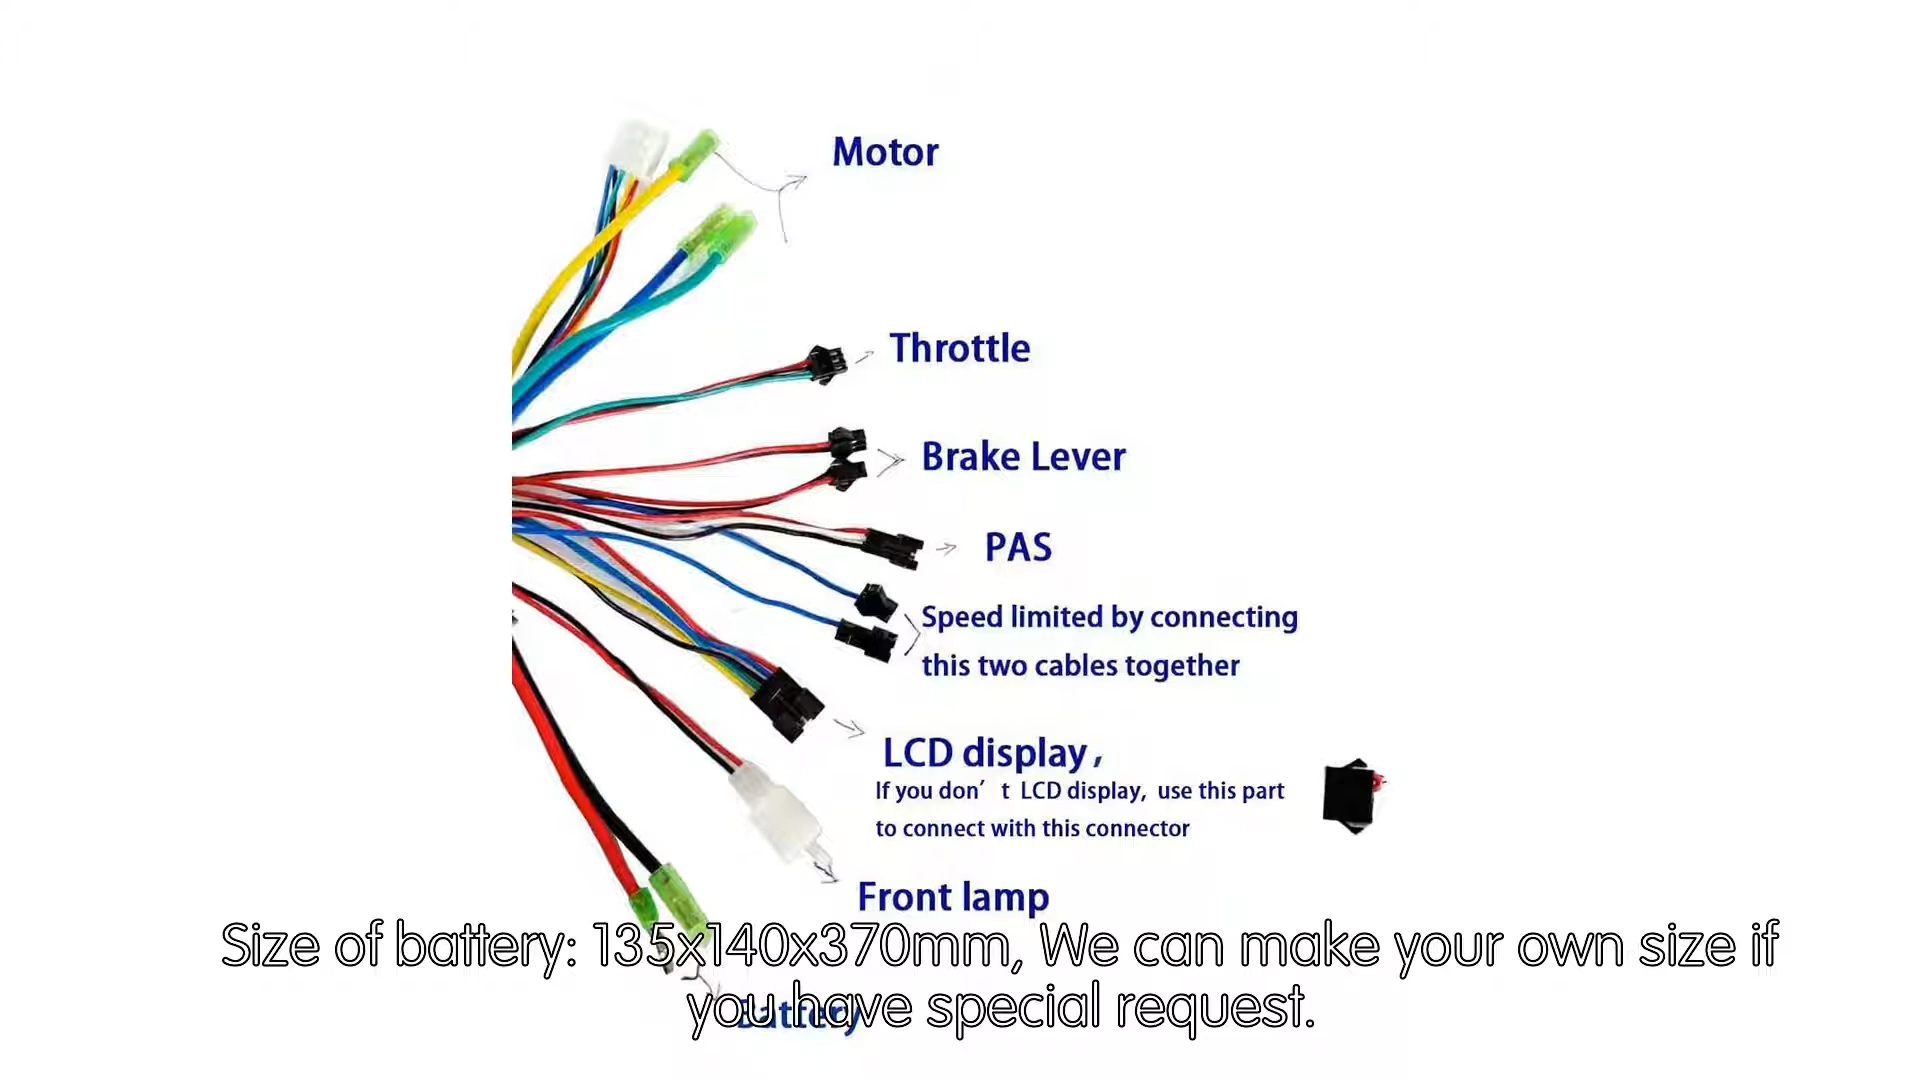 Motor
Throttle
Brake Lever
PAS
Speed limited by connecting
this two cables together
LCD display,
If you don't LCD display, use this part
to connect with this connector
Front lamp
Size of battery: 135x140x370mm, We can make your own size if
you have special request.
Battery